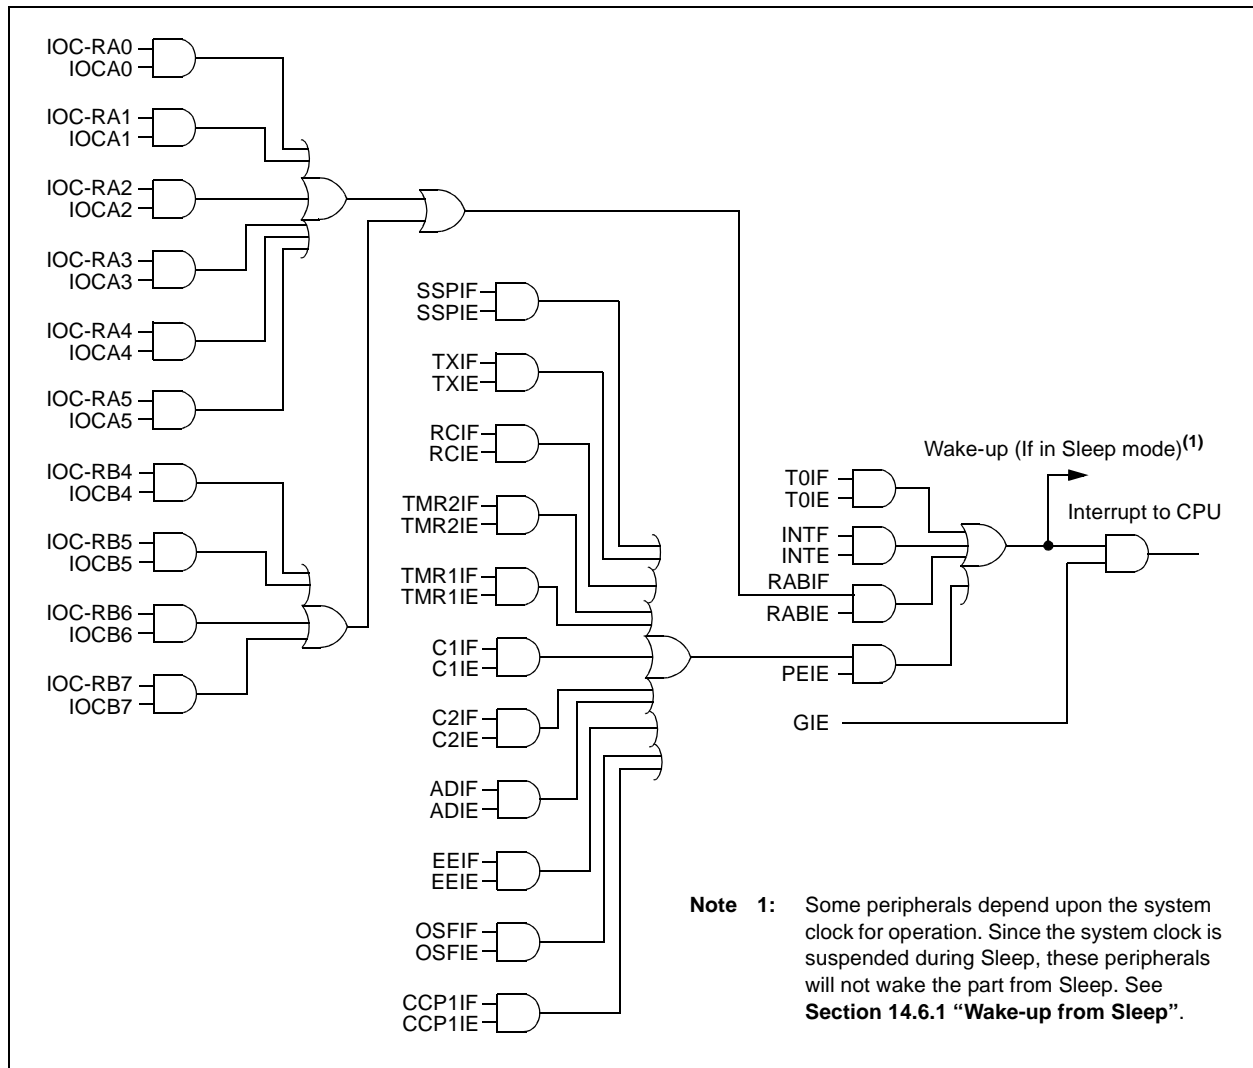 IOC-RA0
IOCA0
IOC-RA1
IOCA1
IOC-RA2
IOCA2
IOC-RA3
IOCA3
IOC-RA4
IOCA4
IOC-RA5
IOCA5
IOC-RB4
IOCB4
IOC-RB5
IOCB5
IOC-RB6
IOCB6
IOC-RB7
IOCB7
SSPIF
SSPIE
TXIF
TXIE
RCIF
RCIE
TMR2IF
TMR2IE
TMR1IF
TMR1IE
C1IF
C1IE
C2IF
C2IE
ADIF
ADIE
EEIF
EEIE
OSFIF
OSFIE
CCP1IF
CCP1IE
Wake-up (If in Sleep mode)(1)
T0IF
T0IE
Interrupt to CPU
INTF
INTE
RABIF
RABIE
PEIE
GIE
Note 1: Some peripherals depend upon the system
clock for operation. Since the system clock is
suspended during Sleep, these peripherals
will not wake the part from Sleep. See
Section 14.6.1 “Wake-up from Sleep”.